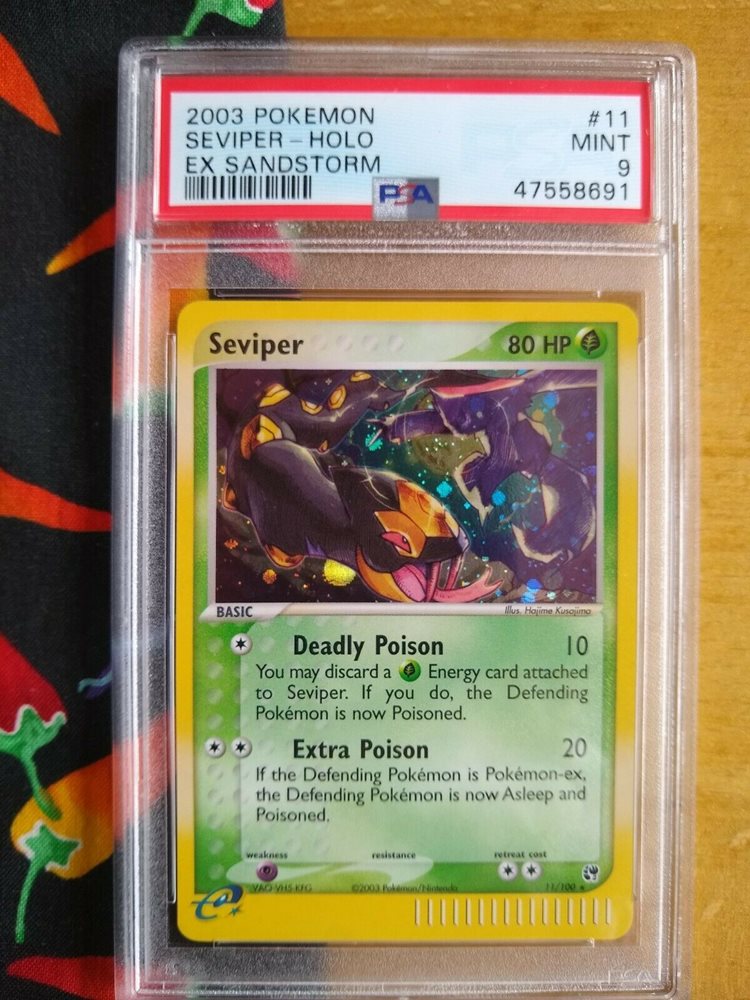 2003 POKEMON #11
SEVIPER - HOLO MINT
EX SANDSTORM 9
PSA 47558691
Seviper 80 HP
BASIC Illus. Hajime Kusajima
Deadly Poison 10
You may discard a Energy card attached
to Seviper. If you do, the Defending
Pokémon is now Poisoned.
Extra Poison 20
If the Defending Pokémon is Pokémon-ex,
the Defending Pokémon is now Asleep and
Poisoned.
weakness resistance retreat cost
©2003 Pokémon/Nintendo 11/100 ★
e